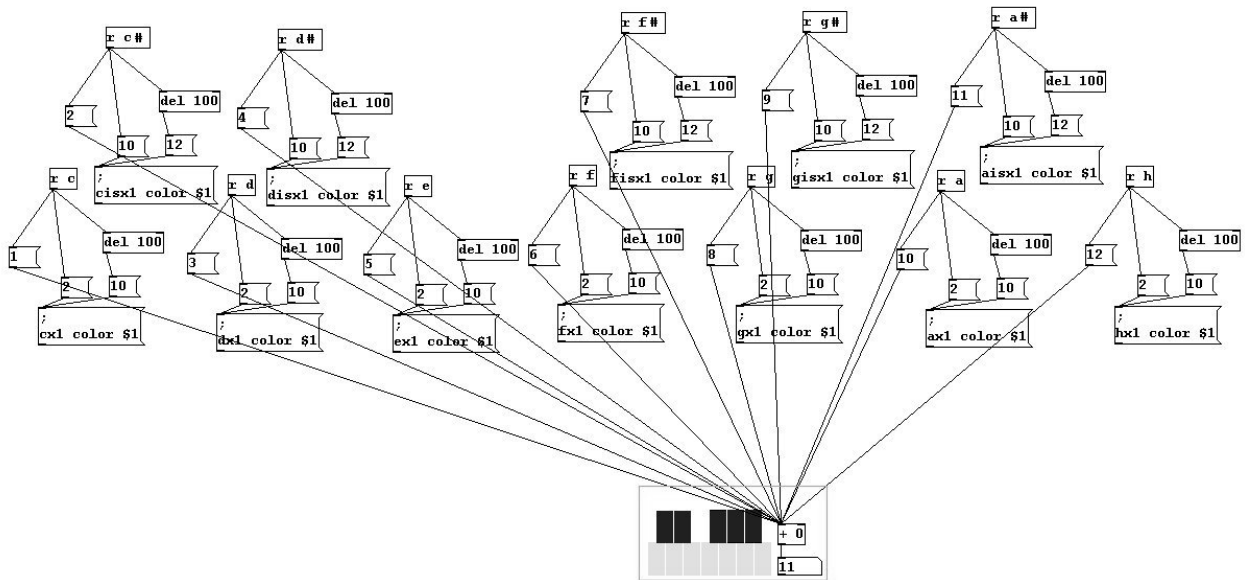 r c#
r d#
r f#
r g#
r a#
2
del 100
4
del 100
7
del 100
9
del 100
11
del 100
10
12
10
12
10
12
10
12
10
12
;
cisx1 color $1
;
disx1 color $1
;
fisx1 color $1
;
gisx1 color $1
;
aisx1 color $1
r c
r d
r e
r f
r g
r a
r h
1
del 100
3
del 100
5
del 100
6
del 100
8
del 100
10
del 100
12
del 100
2
10
2
10
2
10
2
10
2
10
2
10
2
10
;
cx1 color $1
;
dx1 color $1
;
ex1 color $1
;
fx1 color $1
;
gx1 color $1
;
ax1 color $1
;
hx1 color $1
+ 0
11